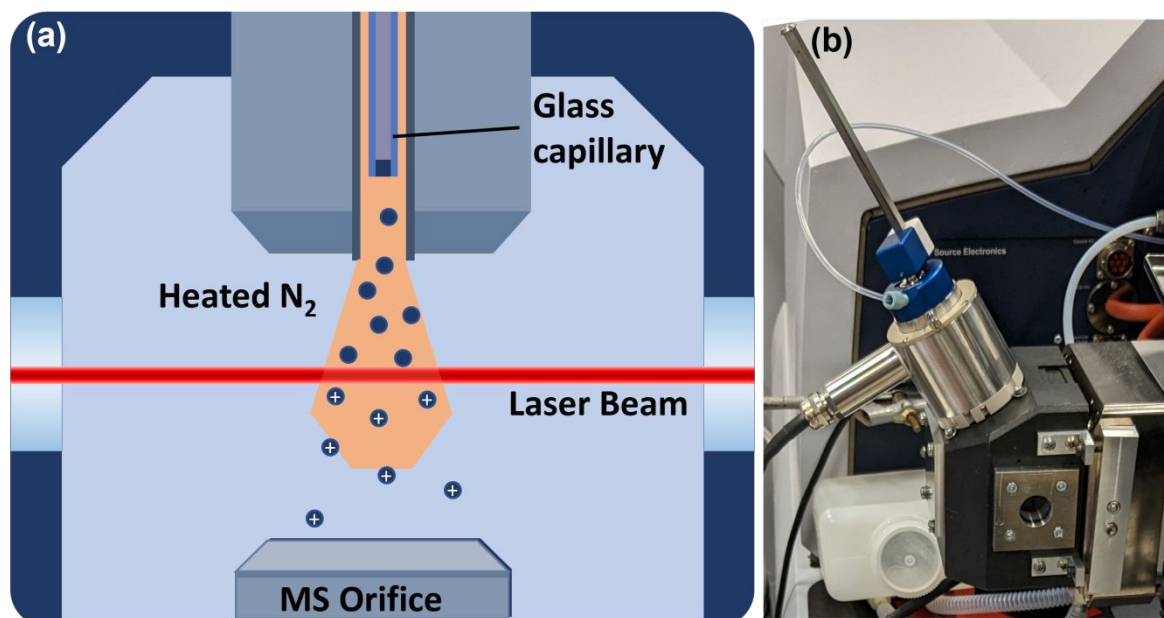 (a)
Glass
capillary
Heated N₂
Laser Beam
MS Orifice
(b)
Source Electronics